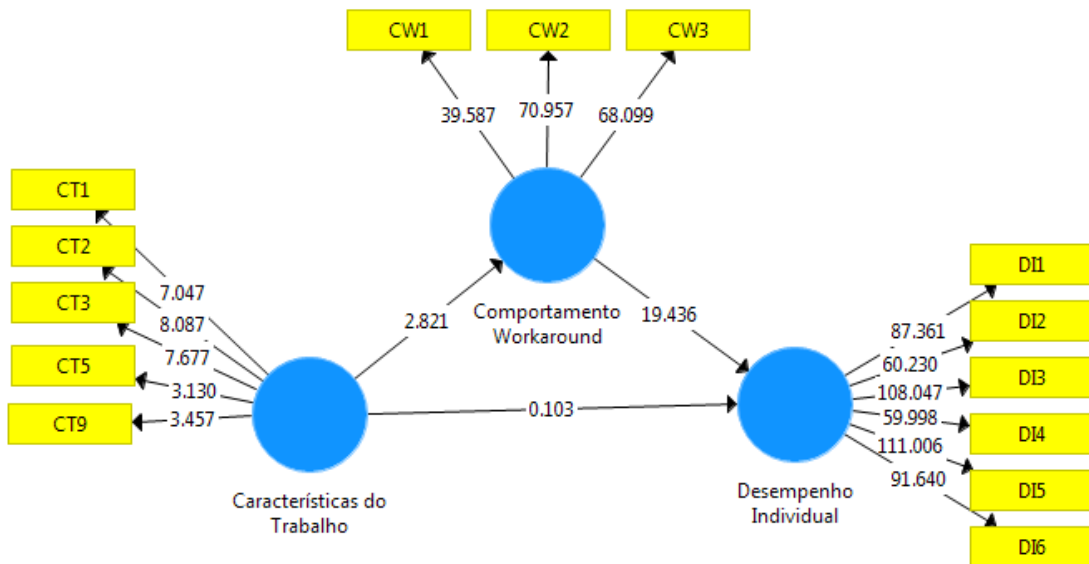 CW1
CW2
CW3
39.587
70.957
68.099
CT1
CT2
CT3
CT5
CT9
7.047
8.087
7.677
3.130
3.457
2.821
Comportamento
Workaround
19.436
0.103
Características do
Trabalho
Desempenho
Individual
87.361
60.230
108.047
59.998
111.006
91.640
DI1
DI2
DI3
DI4
DI5
DI6